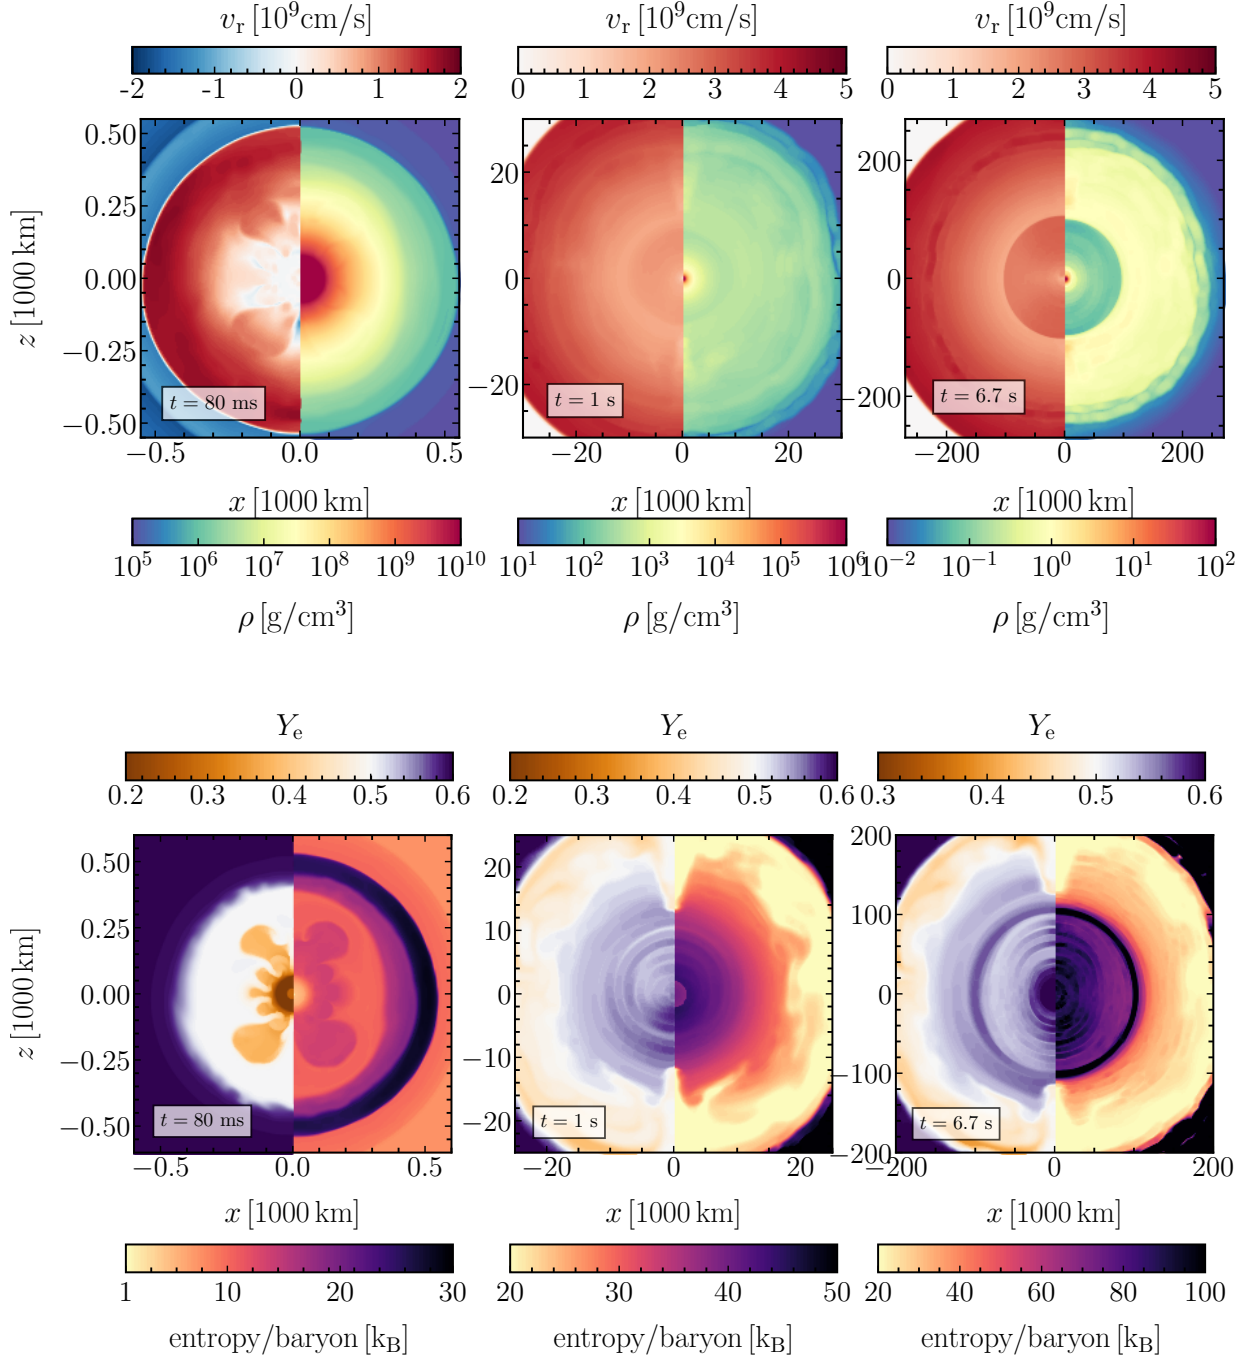 v_r [10^9 cm/s] v_r [10^9 cm/s] v_r [10^9 cm/s]
-2 -1 0 1 2 0 1 2 3 4 5 0 1 2 3 4 5
0.50 0.25 0.00 −0.25 −0.50
z [1000 km]
t = 80 ms
−0.5 0.0 0.5
20 0 −20
t = 1 s
−20 0 20
200 100 0 −100 −200
t = 6.7 s
−200 0 200
x [1000 km] x [1000 km] x [1000 km]
10^5 10^6 10^7 10^8 10^9 10^10 10^1 10^2 10^3 10^4 10^5 10^6 10^−2 10^−1 10^0 10^1 10^2
ρ [g/cm^3] ρ [g/cm^3] ρ [g/cm^3]
Y_e Y_e Y_e
0.2 0.3 0.4 0.5 0.6 0.2 0.3 0.4 0.5 0.6 0.3 0.4 0.5 0.6
0.50 0.25 0.00 −0.25 −0.50
z [1000 km]
t = 80 ms
−0.5 0.0 0.5
20 10 0 −10 −20
t = 1 s
−20 0 20
200 100 0 −100 −200
t = 6.7 s
−200 0 200
x [1000 km] x [1000 km] x [1000 km]
1 10 20 30 20 30 40 50 20 40 60 80 100
entropy/baryon [k_B] entropy/baryon [k_B] entropy/baryon [k_B]